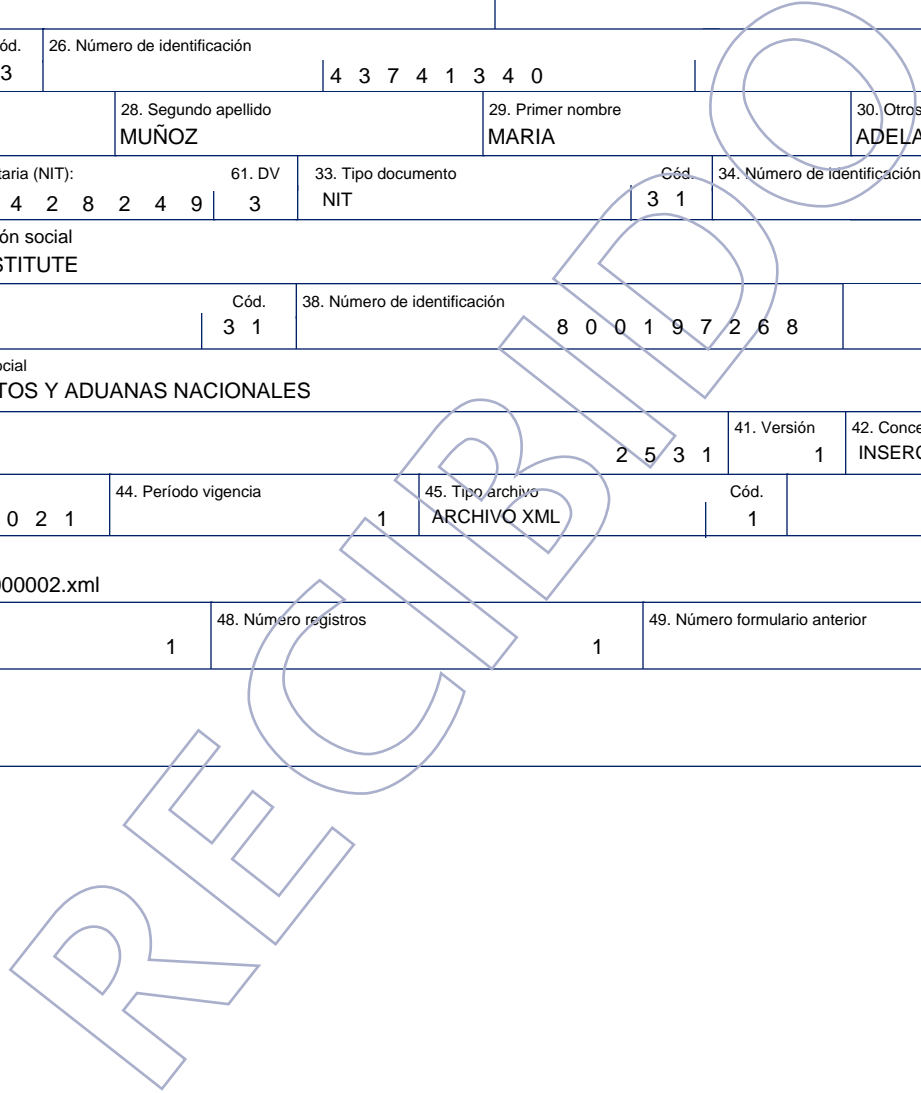 ód. 26. Número de identificación
3 4 3 7 4 1 3 4 0
28. Segundo apellido 29. Primer nombre 30. Otros
MUÑOZ MARIA ADELA
taria (NIT): 61. DV 33. Tipo documento Cód. 34. Número de identificación
4 2 8 2 4 9 3 NIT 3 1
ón social
STITUTE
Cód. 38. Número de identificación
3 1 8 0 0 1 9 7 2 6 8
ocial
TOS Y ADUANAS NACIONALES
41. Versión 42. Conce
2 5 3 1 1 INSERC
44. Período vigencia 45. Tipo archivo Cód.
0 2 1 1 ARCHIVO XML 1
000002.xml
48. Número registros 49. Número formulario anterior
1 1
RECIBIDO